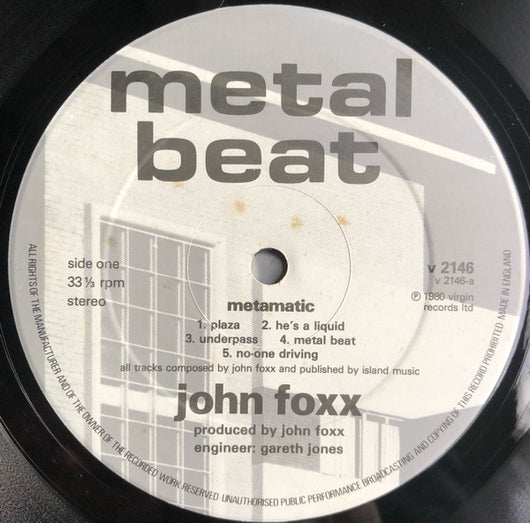 metal
beat
side one
33⅓ rpm
stereo
v 2146
v 2146-a
℗ 1980 virgin
records ltd
metamatic
1. plaza 2. he's a liquid
3. underpass 4. metal beat
5. no-one driving
all tracks composed by john foxx and published by island music
john foxx
produced by john foxx
engineer: gareth jones
ALL RIGHTS OF THE MANUFACTURER AND OF THE OWNER OF THE RECORDED WORK RESERVED UNAUTHORISED PUBLIC PERFORMANCE BROADCASTING AND COPYING OF THIS RECORD PROHIBITED MADE IN ENGLAND